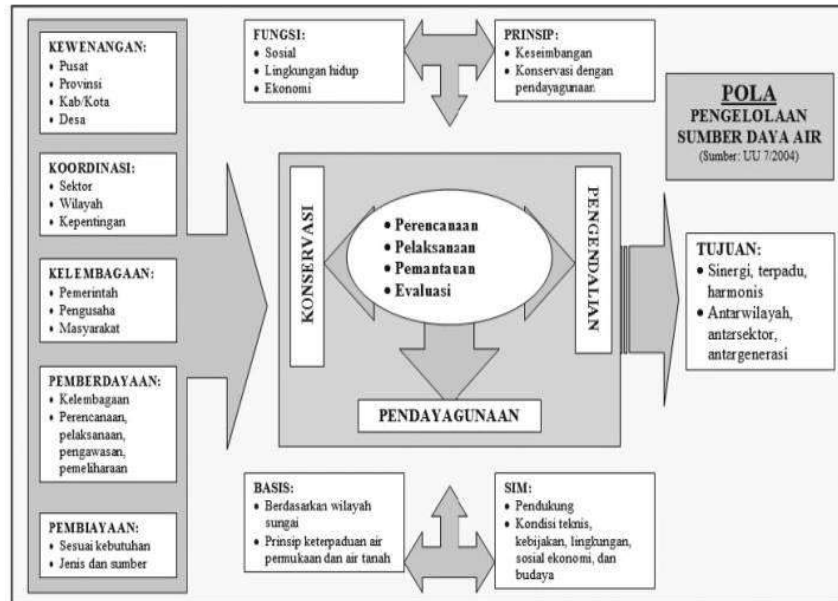 KEWENANGAN:
• Pusat
• Provinsi
• Kab/Kota
• Desa
KOORDINASI:
• Sektor
• Wilayah
• Kepentingan
KELEMBAGAAN:
• Pemerintah
• Pengusaha
• Masyarakat
PEMBERDAYAAN:
• Kelembagaan
• Perencanaan,
pelaksanaan,
pengawasan,
pemeliharaan
PEMBIAYAAN:
• Sesuai kebutuhan
• Jenis dan sumber
FUNGSI:
• Sosial
• Lingkungan hidup
• Ekonomi
PRINSIP:
• Keseimbangan
• Konservasi dengan
pendayagunaan.
KONSERVASI
• Perencanaan
• Pelaksanaan
• Pemantauan
• Evaluasi
PENGENDALIAN
PENDAYAGUNAAN
BASIS:
• Berdasarkan wilayah
sungai
• Prinsip keterpaduan air
permukaan dan air tanah
SIM:
• Pendukung
• Kondisi teknis,
kebijakan, lingkungan,
sosial ekonomi, dan
budaya
POLA
PENGELOLAAN
SUMBER DAYA AIR
(Sumber: UU 7/2004)
TUJUAN:
• Sinergi, terpadu,
harmonis
• Antarwilayah,
antarsektor,
antargenerasi